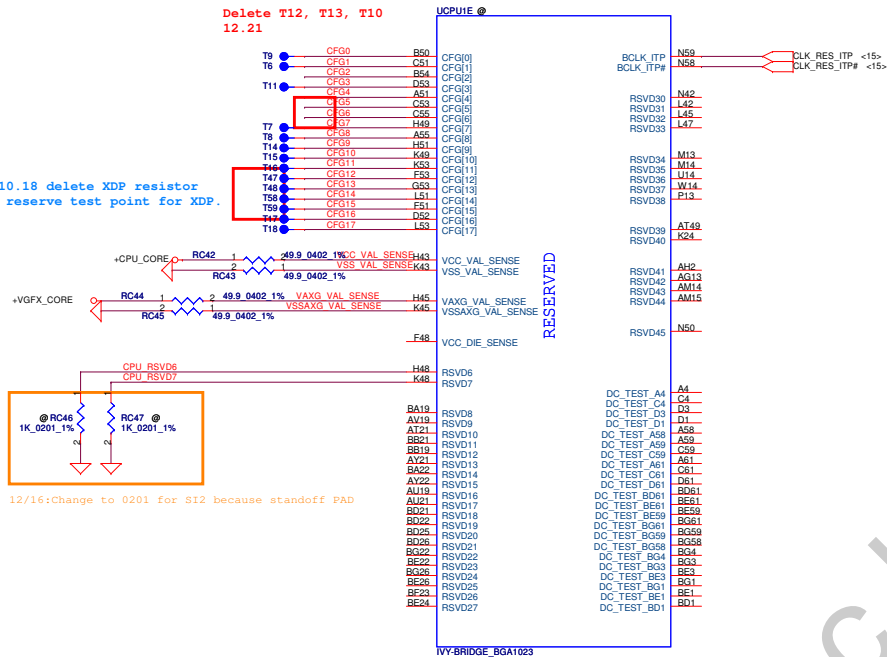 Delete T12, T13, T10
12.21
UCPU1E @
T9 CFG0 B50 CFG[0]
T6 CFG1 C51 CFG[1]
CFG2 B54 CFG[2]
T11 CFG3 D53 CFG[3]
CFG4 A51 CFG[4]
CFG5 C53 CFG[5]
CFG6 C55 CFG[6]
T7 CFG7 H49 CFG[7]
T8 CFG8 A55 CFG[8]
T14 CFG9 H51 CFG[9]
T15 CFG10 K49 CFG[10]
T16 CFG11 K53 CFG[11]
T47 CFG12 F53 CFG[12]
T48 CFG13 G53 CFG[13]
T58 CFG14 L51 CFG[14]
T59 CFG15 F51 CFG[15]
T17 CFG16 D52 CFG[16]
T18 CFG17 L53 CFG[17]
10.18 delete XDP resistor
reserve test point for XDP.
BCLK_ITP N59 CLK_RES_ITP <15>
BCLK_ITP# N58 CLK_RES_ITP# <15>
RSVD30 N42
RSVD31 L42
RSVD32 L45
RSVD33 L47
RSVD34 M13
RSVD35 M14
RSVD36 U14
RSVD37 W14
RSVD38 P13
RSVD39 AT49
RSVD40 K24
RSVD41 AH2
RSVD42 AG13
RSVD43 AM14
RSVD44 AM15
RSVD45 N50
+CPU_CORE RC42 1 2 49.9_0402_1% VCC_VAL_SENSE H43 VCC_VAL_SENSE
RC43 2 1 49.9_0402_1% VSS_VAL_SENSE K43 VSS_VAL_SENSE
+VGFX_CORE RC44 1 2 49.9_0402_1% VAXG_VAL_SENSE H45 VAXG_VAL_SENSE
RC45 2 1 49.9_0402_1% VSSAXG_VAL_SENSE K45 VSSAXG_VAL_SENSE
F48 VCC_DIE_SENSE
RESERVED
CPU_RSVD6 H48 RSVD6
CPU_RSVD7 K48 RSVD7
1 1
@ RC46 RC47 @
1K_0201_1% 1K_0201_1%
2 2
12/16:Change to 0201 for SI2 because standoff PAD
BA19 RSVD8
AV19 RSVD9
AT21 RSVD10
BB21 RSVD11
BB19 RSVD12
AY21 RSVD13
BA22 RSVD14
AY22 RSVD15
AU19 RSVD16
AU21 RSVD17
BD21 RSVD18
BD22 RSVD19
BD25 RSVD20
BD26 RSVD21
BG22 RSVD22
BE22 RSVD23
BG26 RSVD24
BE26 RSVD25
BF23 RSVD26
BE24 RSVD27
DC_TEST_A4 A4
DC_TEST_C4 C4
DC_TEST_D3 D3
DC_TEST_D1 D1
DC_TEST_A58 A58
DC_TEST_A59 A59
DC_TEST_C59 C59
DC_TEST_A61 A61
DC_TEST_C61 C61
DC_TEST_D61 D61
DC_TEST_BD61 BD61
DC_TEST_BE61 BE61
DC_TEST_BE59 BE59
DC_TEST_BG61 BG61
DC_TEST_BG59 BG59
DC_TEST_BG58 BG58
DC_TEST_BG4 BG4
DC_TEST_BG3 BG3
DC_TEST_BE3 BE3
DC_TEST_BG1 BG1
DC_TEST_BE1 BE1
DC_TEST_BD1 BD1
IVY-BRIDGE_BGA1023